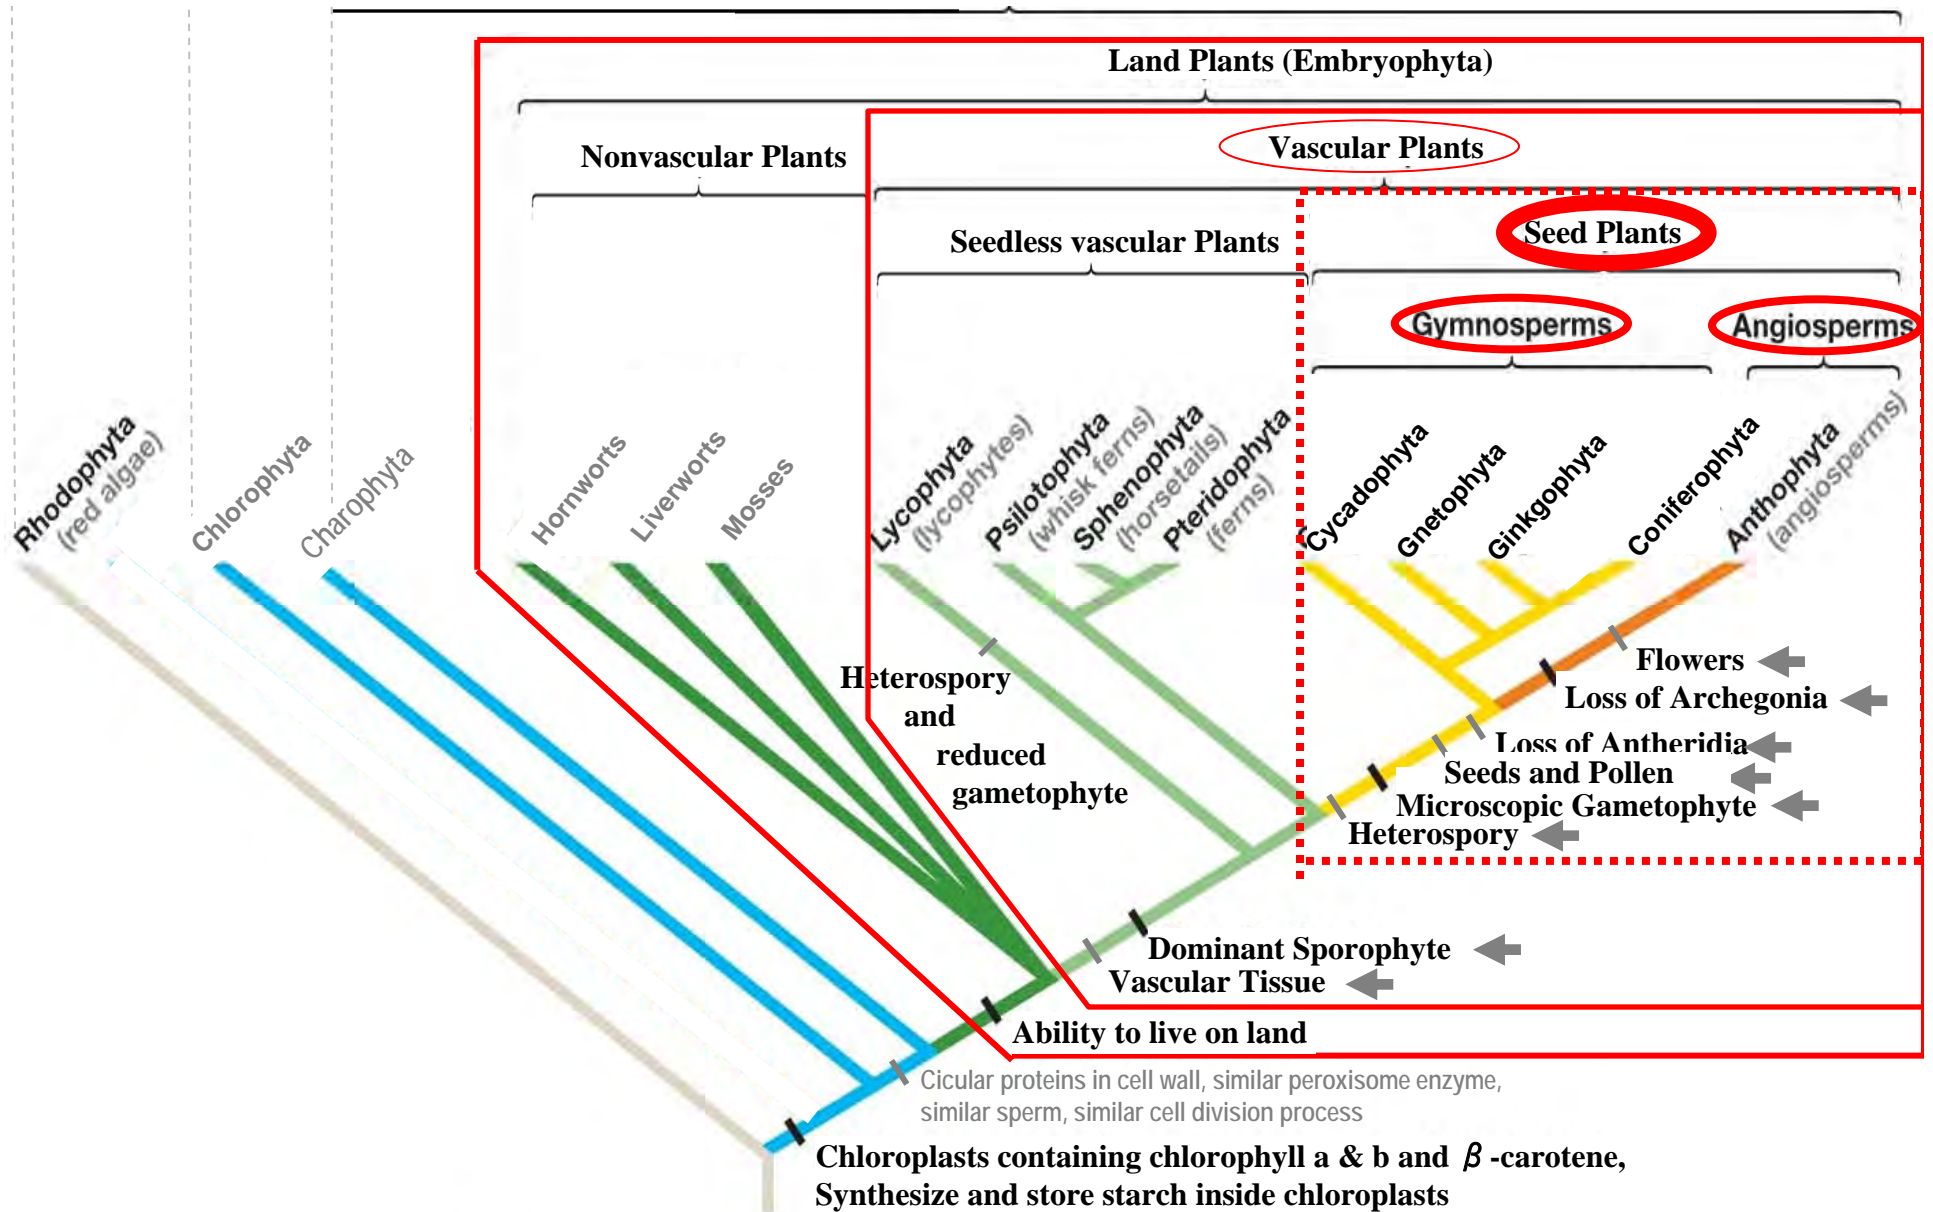 Land Plants (Embryophyta)
Nonvascular Plants
Vascular Plants
Seedless vascular Plants
Seed Plants
Gymnosperms
Angiosperms
Rhodophyta
(red algae)
Chlorophyta
Charophyta
Hornworts
Liverworts
Mosses
Lycophyta
(lycophytes)
Psilotophyta
(whisk ferns)
Sphenophyta
(horsetails)
Pteridophyta
(ferns)
Cycadophyta
Gnetophyta
Ginkgophyta
Coniferophyta
Anthophyta
(angiosperms)
Heterospory
and
reduced
gametophyte
Flowers
Loss of Archegonia
Loss of Antheridia
Seeds and Pollen
Microscopic Gametophyte
Heterospory
Dominant Sporophyte
Vascular Tissue
Ability to live on land
Cicular proteins in cell wall, similar peroxisome enzyme,
similar sperm, similar cell division process
Chloroplasts containing chlorophyll a & b and β -carotene,
Synthesize and store starch inside chloroplasts